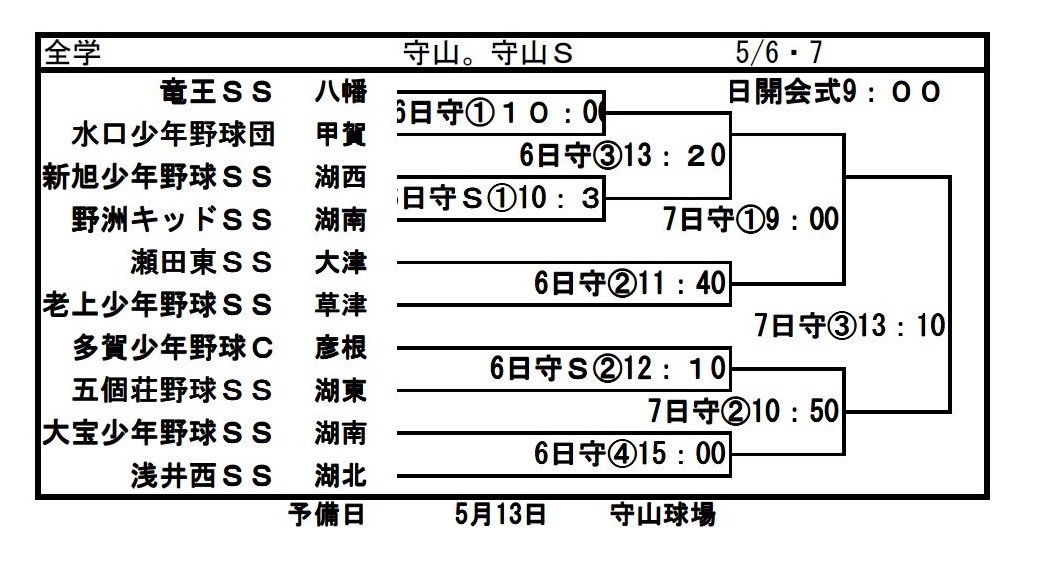 全学 守山。守山Ｓ 5/6・7
竜王ＳＳ 八幡 日開会式9：００
6日守①１０：00
水口少年野球団 甲賀
6日守③13：２0
新旭少年野球ＳＳ 湖西
日守Ｓ①10：3
野洲キッドＳＳ 湖南 7日守①9：00
瀬田東ＳＳ 大津
6日守②11：40
老上少年野球ＳＳ 草津
7日守③13：10
多賀少年野球Ｃ 彦根
6日守Ｓ②12：１0
五個荘野球ＳＳ 湖東
7日守②10：50
大宝少年野球ＳＳ 湖南
6日守④15：00
浅井西ＳＳ 湖北
予備日 5月13日 守山球場